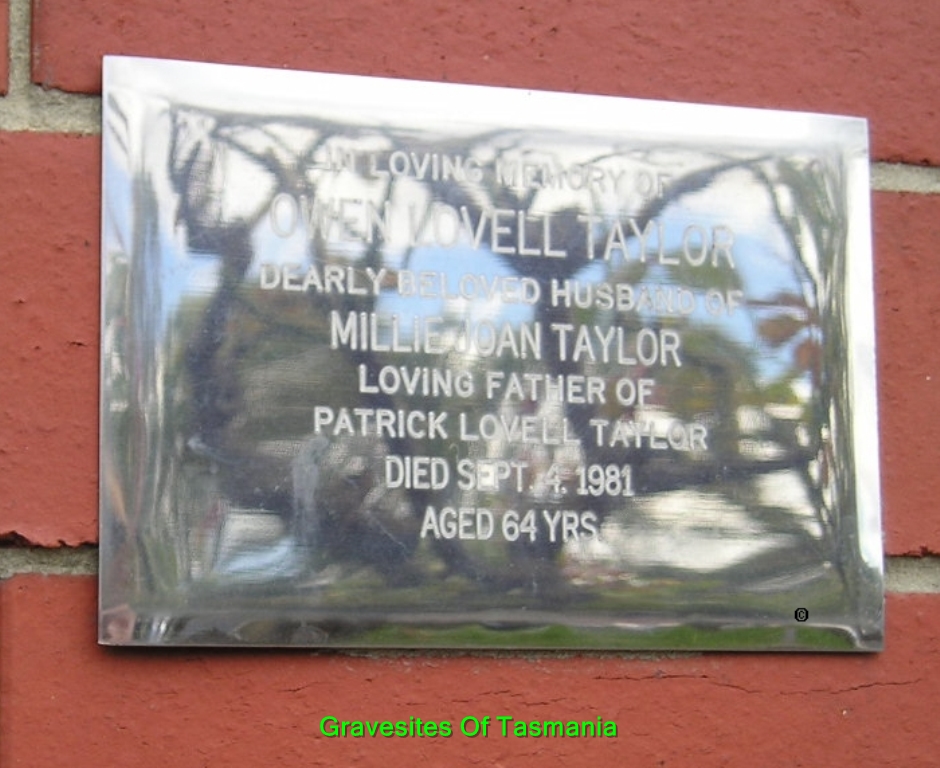 IN LOVING MEMORY OF
OWEN LOVELL TAYLOR
DEARLY BELOVED HUSBAND OF
MILLIE JOAN TAYLOR
LOVING FATHER OF
PATRICK LOVELL TAYLOR
DIED SEPT. 4. 1981
AGED 64 YRS.
©
Gravesites Of Tasmania